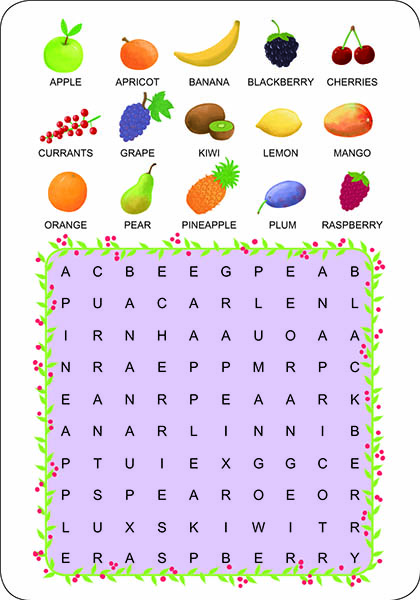 APPLE APRICOT BANANA BLACKBERRY CHERRIES
CURRANTS GRAPE KIWI LEMON MANGO
ORANGE PEAR PINEAPPLE PLUM RASPBERRY
A C B E E G P E A B
P U A C A R L E N L
I R N H A A U O A A
N R A E P P M R P C
E A N R P E A A R K
A N A R L I N N I B
P T U I E X G G C E
P S P E A R O E O R
L U X S K I W I T R
E R A S P B E R R Y